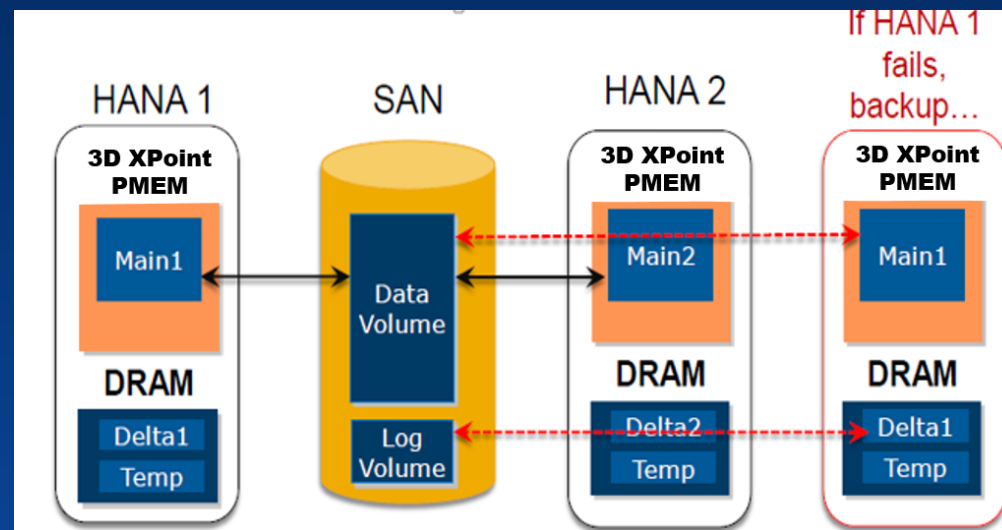 HANA 1
3D XPoint
PMEM
Main1
DRAM
Delta1
Temp
SAN
Data
Volume
Log
Volume
HANA 2
3D XPoint
PMEM
Main2
DRAM
Delta2
Temp
If HANA 1
fails,
backup…
3D XPoint
PMEM
Main1
DRAM
Delta1
Temp